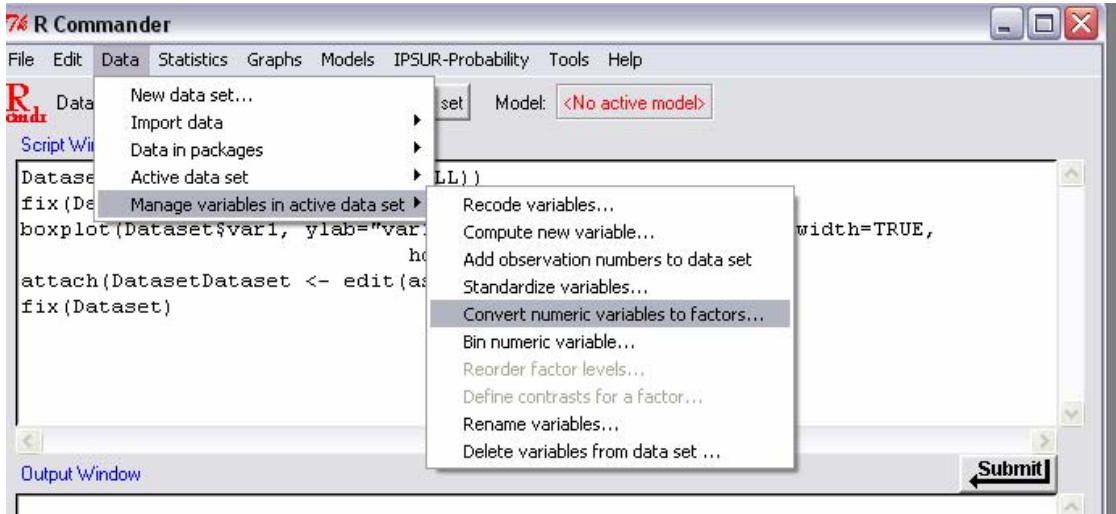 R Commander
File Edit Data Statistics Graphs Models IPSUR-Probability Tools Help
R cmdr Data set Model: <No active model>
New data set...
Import data
Data in packages
Active data set
Manage variables in active data set
Script Wi
Datase LL))
fix(Da
boxplot(Dataset$var1, ylab="var width=TRUE,
attach(DatasetDataset <- edit(as
fix(Dataset)
Recode variables...
Compute new variable...
Add observation numbers to data set
Standardize variables...
Convert numeric variables to factors...
Bin numeric variable...
Reorder factor levels...
Define contrasts for a factor...
Rename variables...
Delete variables from data set ...
Output Window
Submit